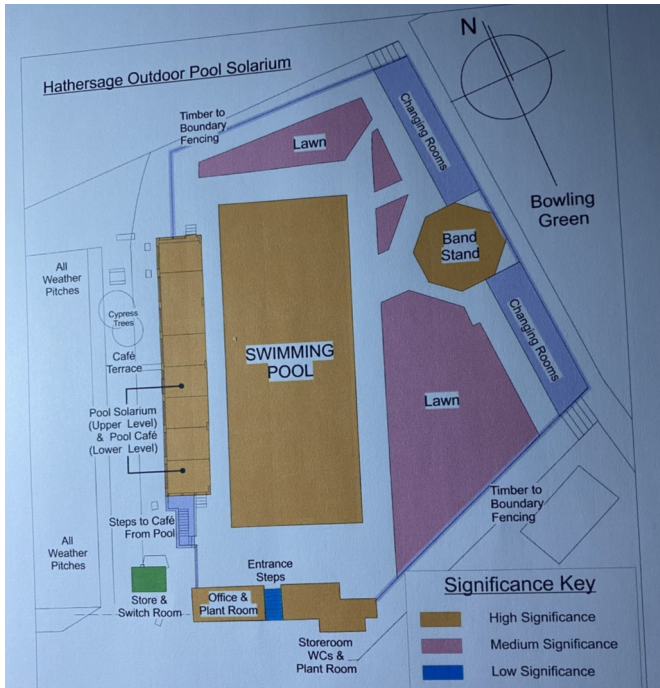 Hathersage Outdoor Pool Solarium
N
Timber to
Boundary
Fencing
Lawn
Changing Rooms
Bowling
Green
Band
Stand
All
Weather
Pitches
Cypress
Trees
Café
Terrace
SWIMMING
POOL
Changing Rooms
Pool Solarium
(Upper Level)
& Pool Café
(Lower Level)
Lawn
Steps to Café
From Pool
Timber to
Boundary
Fencing
All
Weather
Pitches
Entrance
Steps
Store &
Switch Room
Office &
Plant Room
Storeroom
WCs &
Plant Room
Significance Key
High Significance
Medium Significance
Low Significance